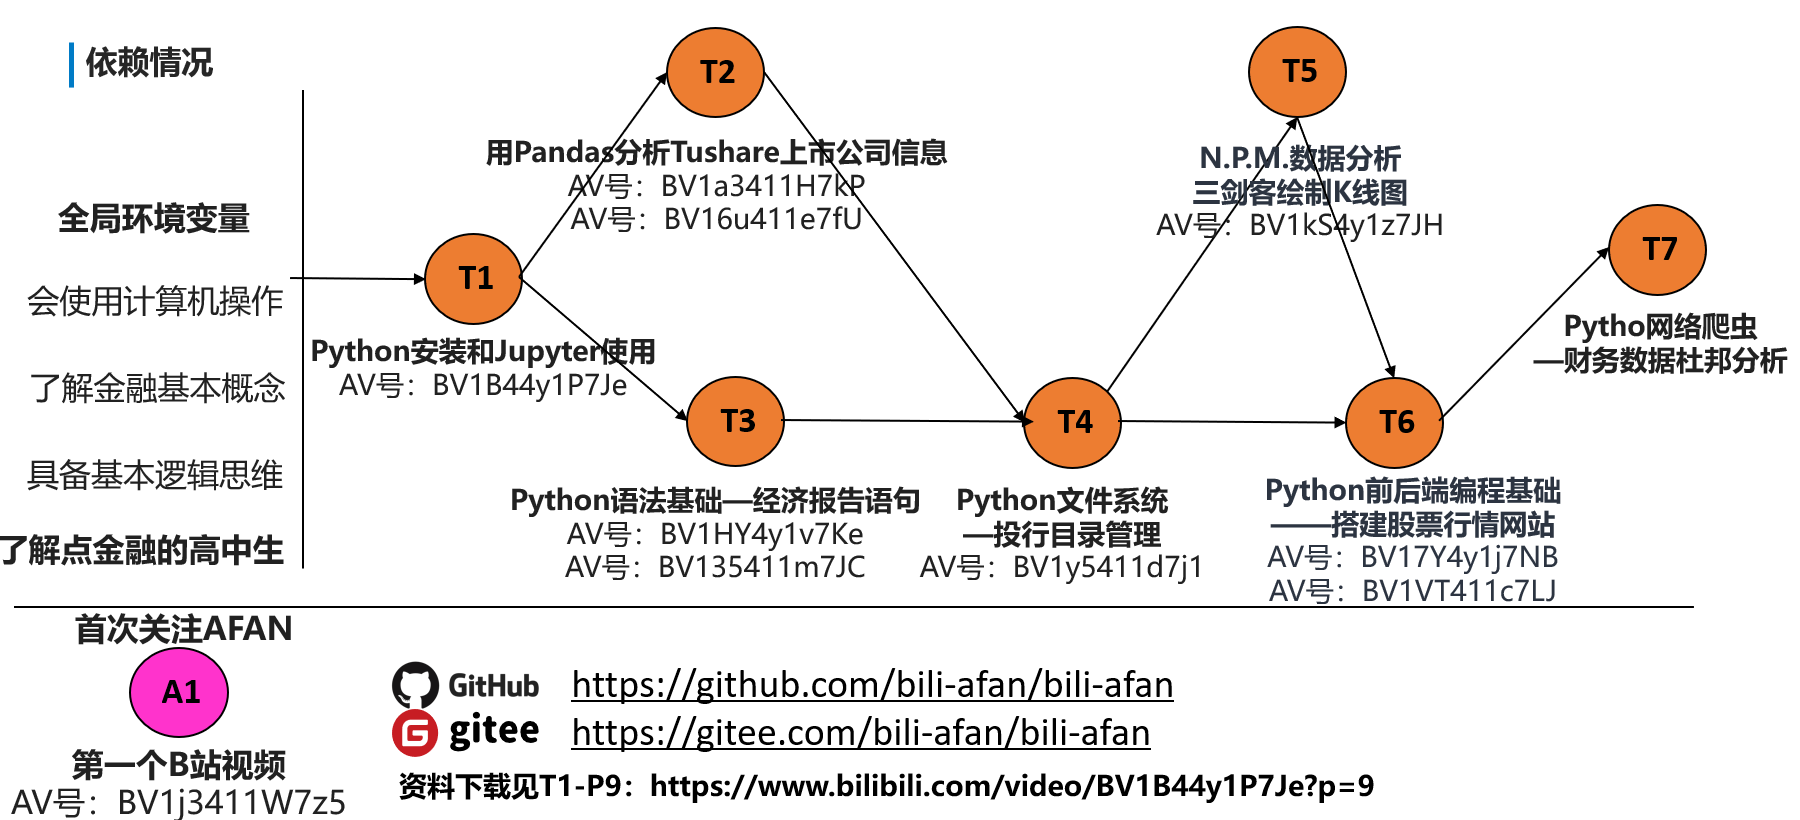 依赖情况
全局环境变量
会使用计算机操作
了解金融基本概念
具备基本逻辑思维
了解点金融的高中生
T1
Python安装和Jupyter使用
AV号：BV1B44y1P7Je
T2
用Pandas分析Tushare上市公司信息
AV号：BV1a3411H7kP
AV号：BV16u411e7fU
T3
Python语法基础—经济报告语句
AV号：BV1HY4y1v7Ke
AV号：BV135411m7JC
T4
Python文件系统
—投行目录管理
AV号：BV1y5411d7j1
T5
N.P.M.数据分析
三剑客绘制K线图
AV号：BV1kS4y1z7JH
T6
Python前后端编程基础
——搭建股票行情网站
AV号：BV17Y4y1j7NB
AV号：BV1VT411c7LJ
T7
Pytho网络爬虫
—财务数据杜邦分析
首次关注AFAN
A1
第一个B站视频
AV号：BV1j3411W7z5
GitHub https://github.com/bili-afan/bili-afan
gitee https://gitee.com/bili-afan/bili-afan
资料下载见T1-P9：https://www.bilibili.com/video/BV1B44y1P7Je?p=9